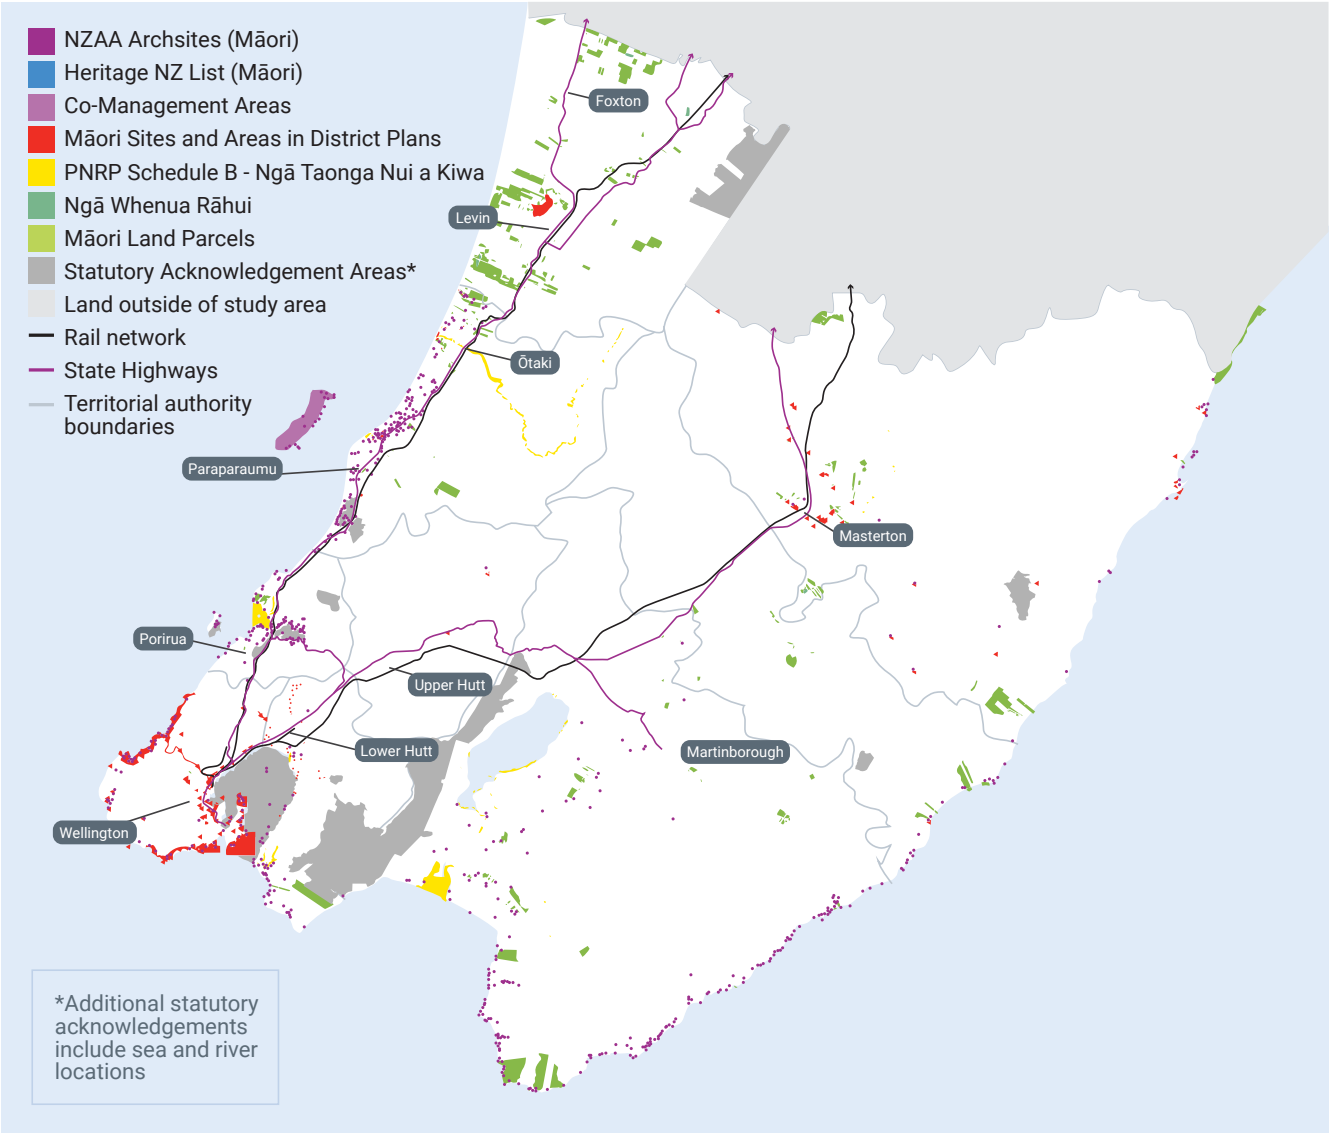 NZAA Archsites (Māori)
Heritage NZ List (Māori)
Co-Management Areas
Māori Sites and Areas in District Plans
PNRP Schedule B - Ngā Taonga Nui a Kiwa
Ngā Whenua Rāhui
Māori Land Parcels
Statutory Acknowledgement Areas*
Land outside of study area
Rail network
State Highways
Territorial authority
boundaries
Foxton
Levin
Ōtaki
Paraparaumu
Masterton
Porirua
Upper Hutt
Lower Hutt
Martinborough
Wellington
*Additional statutory
acknowledgements
include sea and river
locations